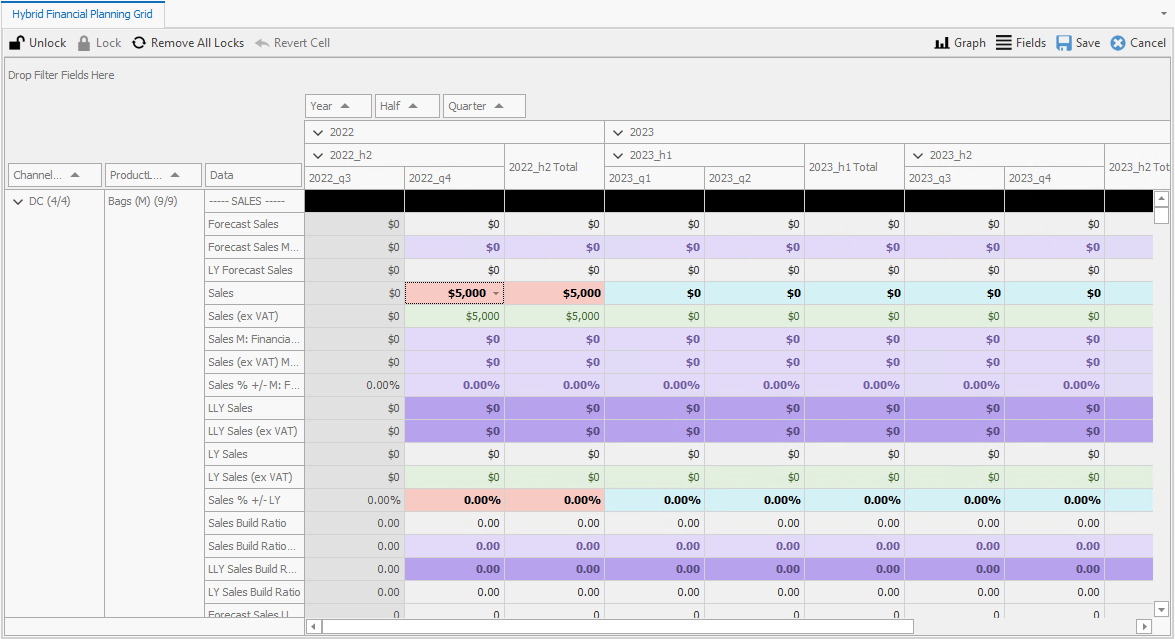 Hybrid Financial Planning Grid
Unlock Lock Remove All Locks Revert Cell Graph Fields Save Cancel
Drop Filter Fields Here
Year Half Quarter
2022 2023
2022_h2 2022_h2 Total 2023_h1 2023_h1 Total 2023_h2 2023_h2 Tot
Channel... ProductL... Data 2022_q3 2022_q4 2023_q1 2023_q2 2023_q3 2023_q4
DC (4/4) Bags (M) (9/9) ----- SALES -----
Forecast Sales $0 $0 $0 $0 $0 $0 $0 $0
Forecast Sales M... $0 $0 $0 $0 $0 $0 $0 $0
LY Forecast Sales $0 $0 $0 $0 $0 $0 $0 $0
Sales $0 $5,000 $5,000 $0 $0 $0 $0 $0
Sales (ex VAT) $0 $5,000 $5,000 $0 $0 $0 $0 $0
Sales M: Financia... $0 $0 $0 $0 $0 $0 $0 $0
Sales (ex VAT) M... $0 $0 $0 $0 $0 $0 $0 $0
Sales % +/- M: F... 0.00% 0.00% 0.00% 0.00% 0.00% 0.00% 0.00% 0.00%
LLY Sales $0 $0 $0 $0 $0 $0 $0 $0
LLY Sales (ex VAT) $0 $0 $0 $0 $0 $0 $0 $0
LY Sales $0 $0 $0 $0 $0 $0 $0 $0
LY Sales (ex VAT) $0 $0 $0 $0 $0 $0 $0 $0
Sales % +/- LY 0.00% 0.00% 0.00% 0.00% 0.00% 0.00% 0.00% 0.00%
Sales Build Ratio 0.00 0.00 0.00 0.00 0.00 0.00 0.00 0.00
Sales Build Ratio... 0.00 0.00 0.00 0.00 0.00 0.00 0.00 0.00
LLY Sales Build R... 0.00 0.00 0.00 0.00 0.00 0.00 0.00 0.00
LY Sales Build Ratio 0.00 0.00 0.00 0.00 0.00 0.00 0.00 0.00
Forecast Sales U... 0 0 0 0 0 0 0 0